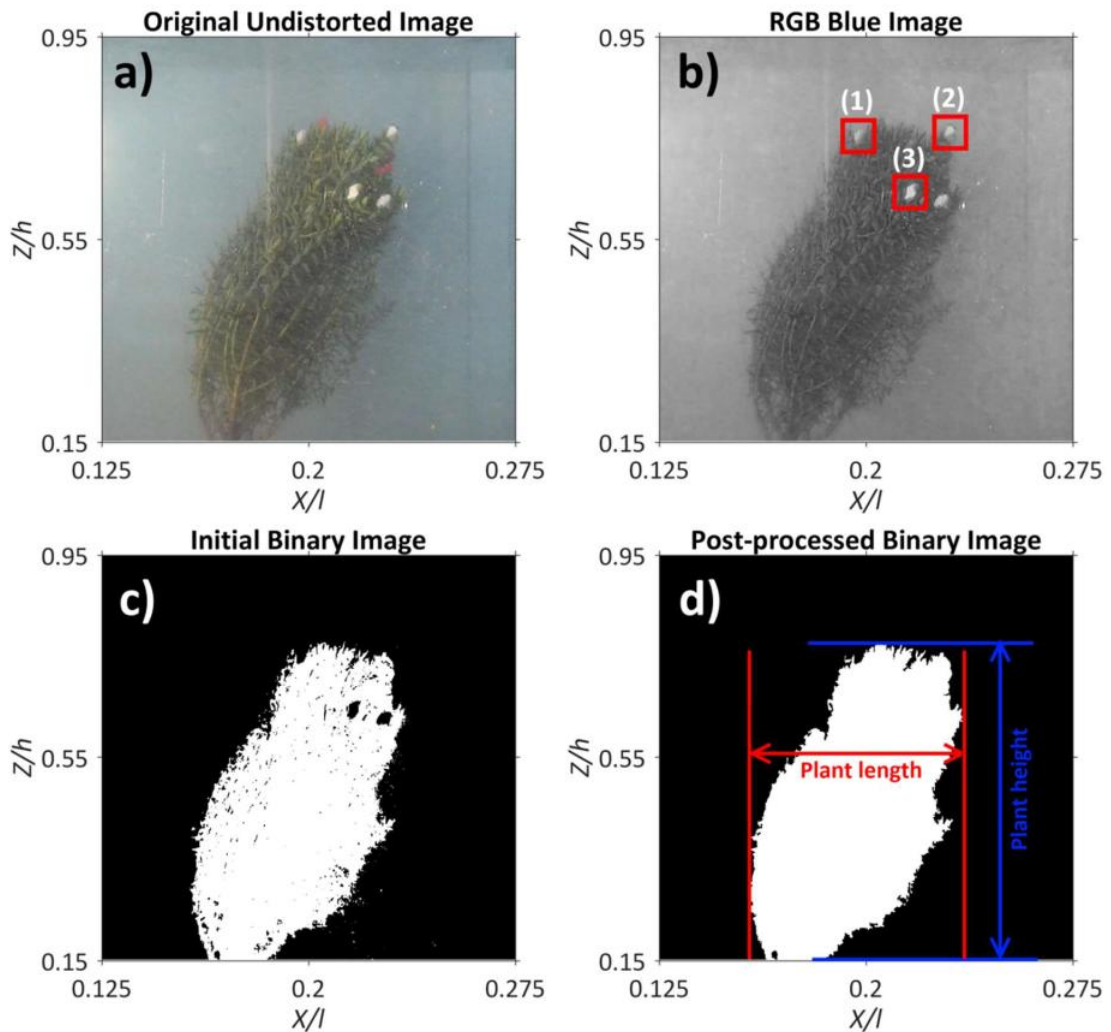 Original Undistorted Image
a)
0.95
0.55
0.15
Z/h
0.125
0.2
0.275
X/l
RGB Blue Image
b)
(1)
(2)
(3)
0.95
0.55
0.15
Z/h
0.125
0.2
0.275
X/l
Initial Binary Image
c)
0.95
0.55
0.15
Z/h
0.125
0.2
0.275
X/l
Post-processed Binary Image
d)
Plant length
Plant height
0.95
0.55
0.15
Z/h
0.125
0.2
0.275
X/l